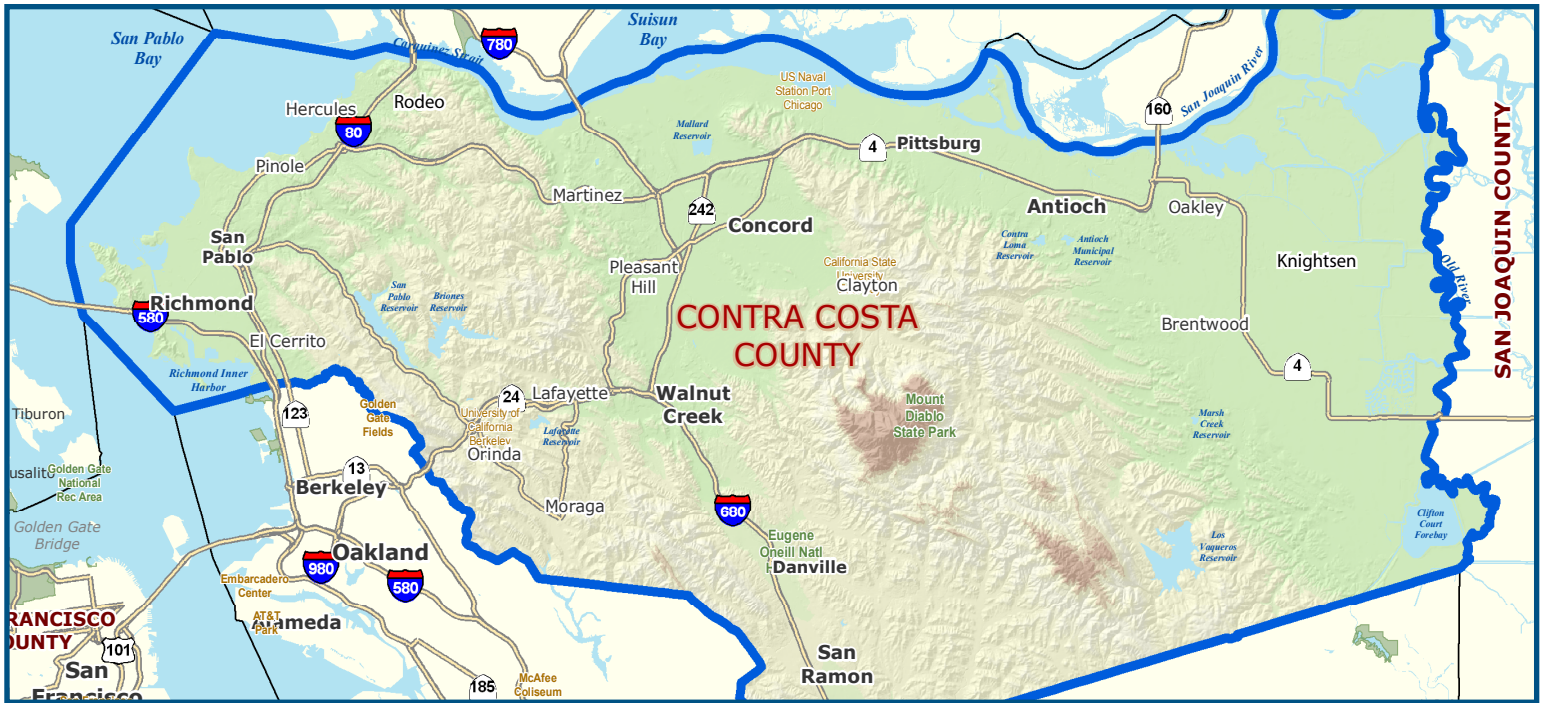 San Pablo
Bay
Carquinez Strait
780
Suisun
Bay
US Naval
Station Port
Chicago
San Joaquin River
160
Hercules
Rodeo
80
Mallard
Reservoir
4
Pittsburg
SAN JOAQUIN COUNTY
Pinole
Martinez
242
Concord
Antioch
Oakley
San
Pablo
Contra
Loma
Reservoir
Antioch
Municipal
Reservoir
Knightsen
Old River
Pleasant
Hill
California State
University
Clayton
San
Pablo
Reservoir
Briones
Reservoir
580
Richmond
CONTRA COSTA
COUNTY
Brentwood
El Cerrito
Richmond Inner
Harbor
4
Tiburon
123
Golden
Gate
Fields
24
Lafayette
Walnut
Creek
University of
California
Berkeley
Lafayette
Reservoir
Orinda
Mount
Diablo
State Park
Marsh
Creek
Reservoir
usalito
Golden Gate
National
Rec Area
13
Berkeley
Moraga
680
Clifton
Court
Forebay
Golden Gate
Bridge
Oakland
980
580
Eugene
Oneill Natl
Danville
Los
Vaqueros
Reservoir
Embarcadero
Center
AT&T
Park
Alameda
RANCISCO
OUNTY
101
San
Francisco
185
McAfee
Coliseum
San
Ramon